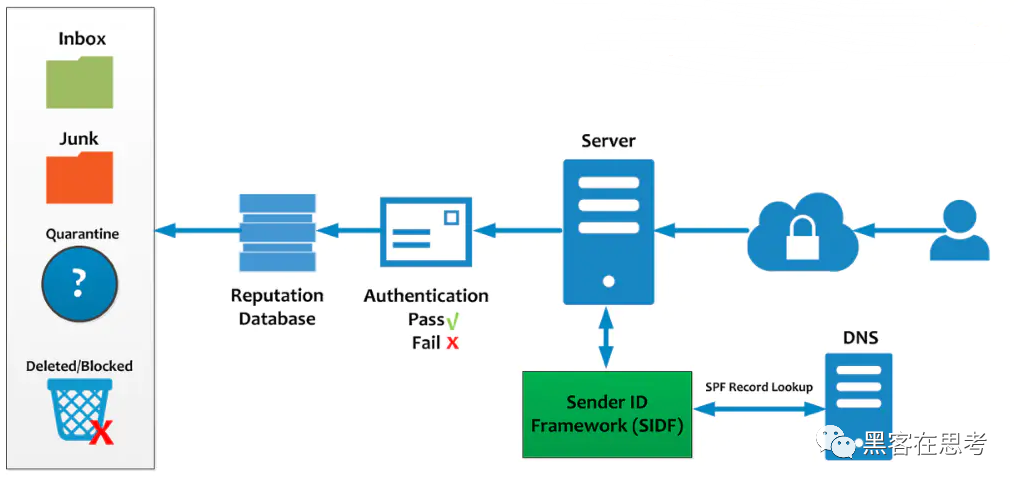 Inbox
Junk
Quarantine
?
Deleted/Blocked
X
Reputation
Database
Authentication
Pass√
Fail X
Server
Sender ID
Framework (SIDF)
SPF Record Lookup
DNS
黑客在思考